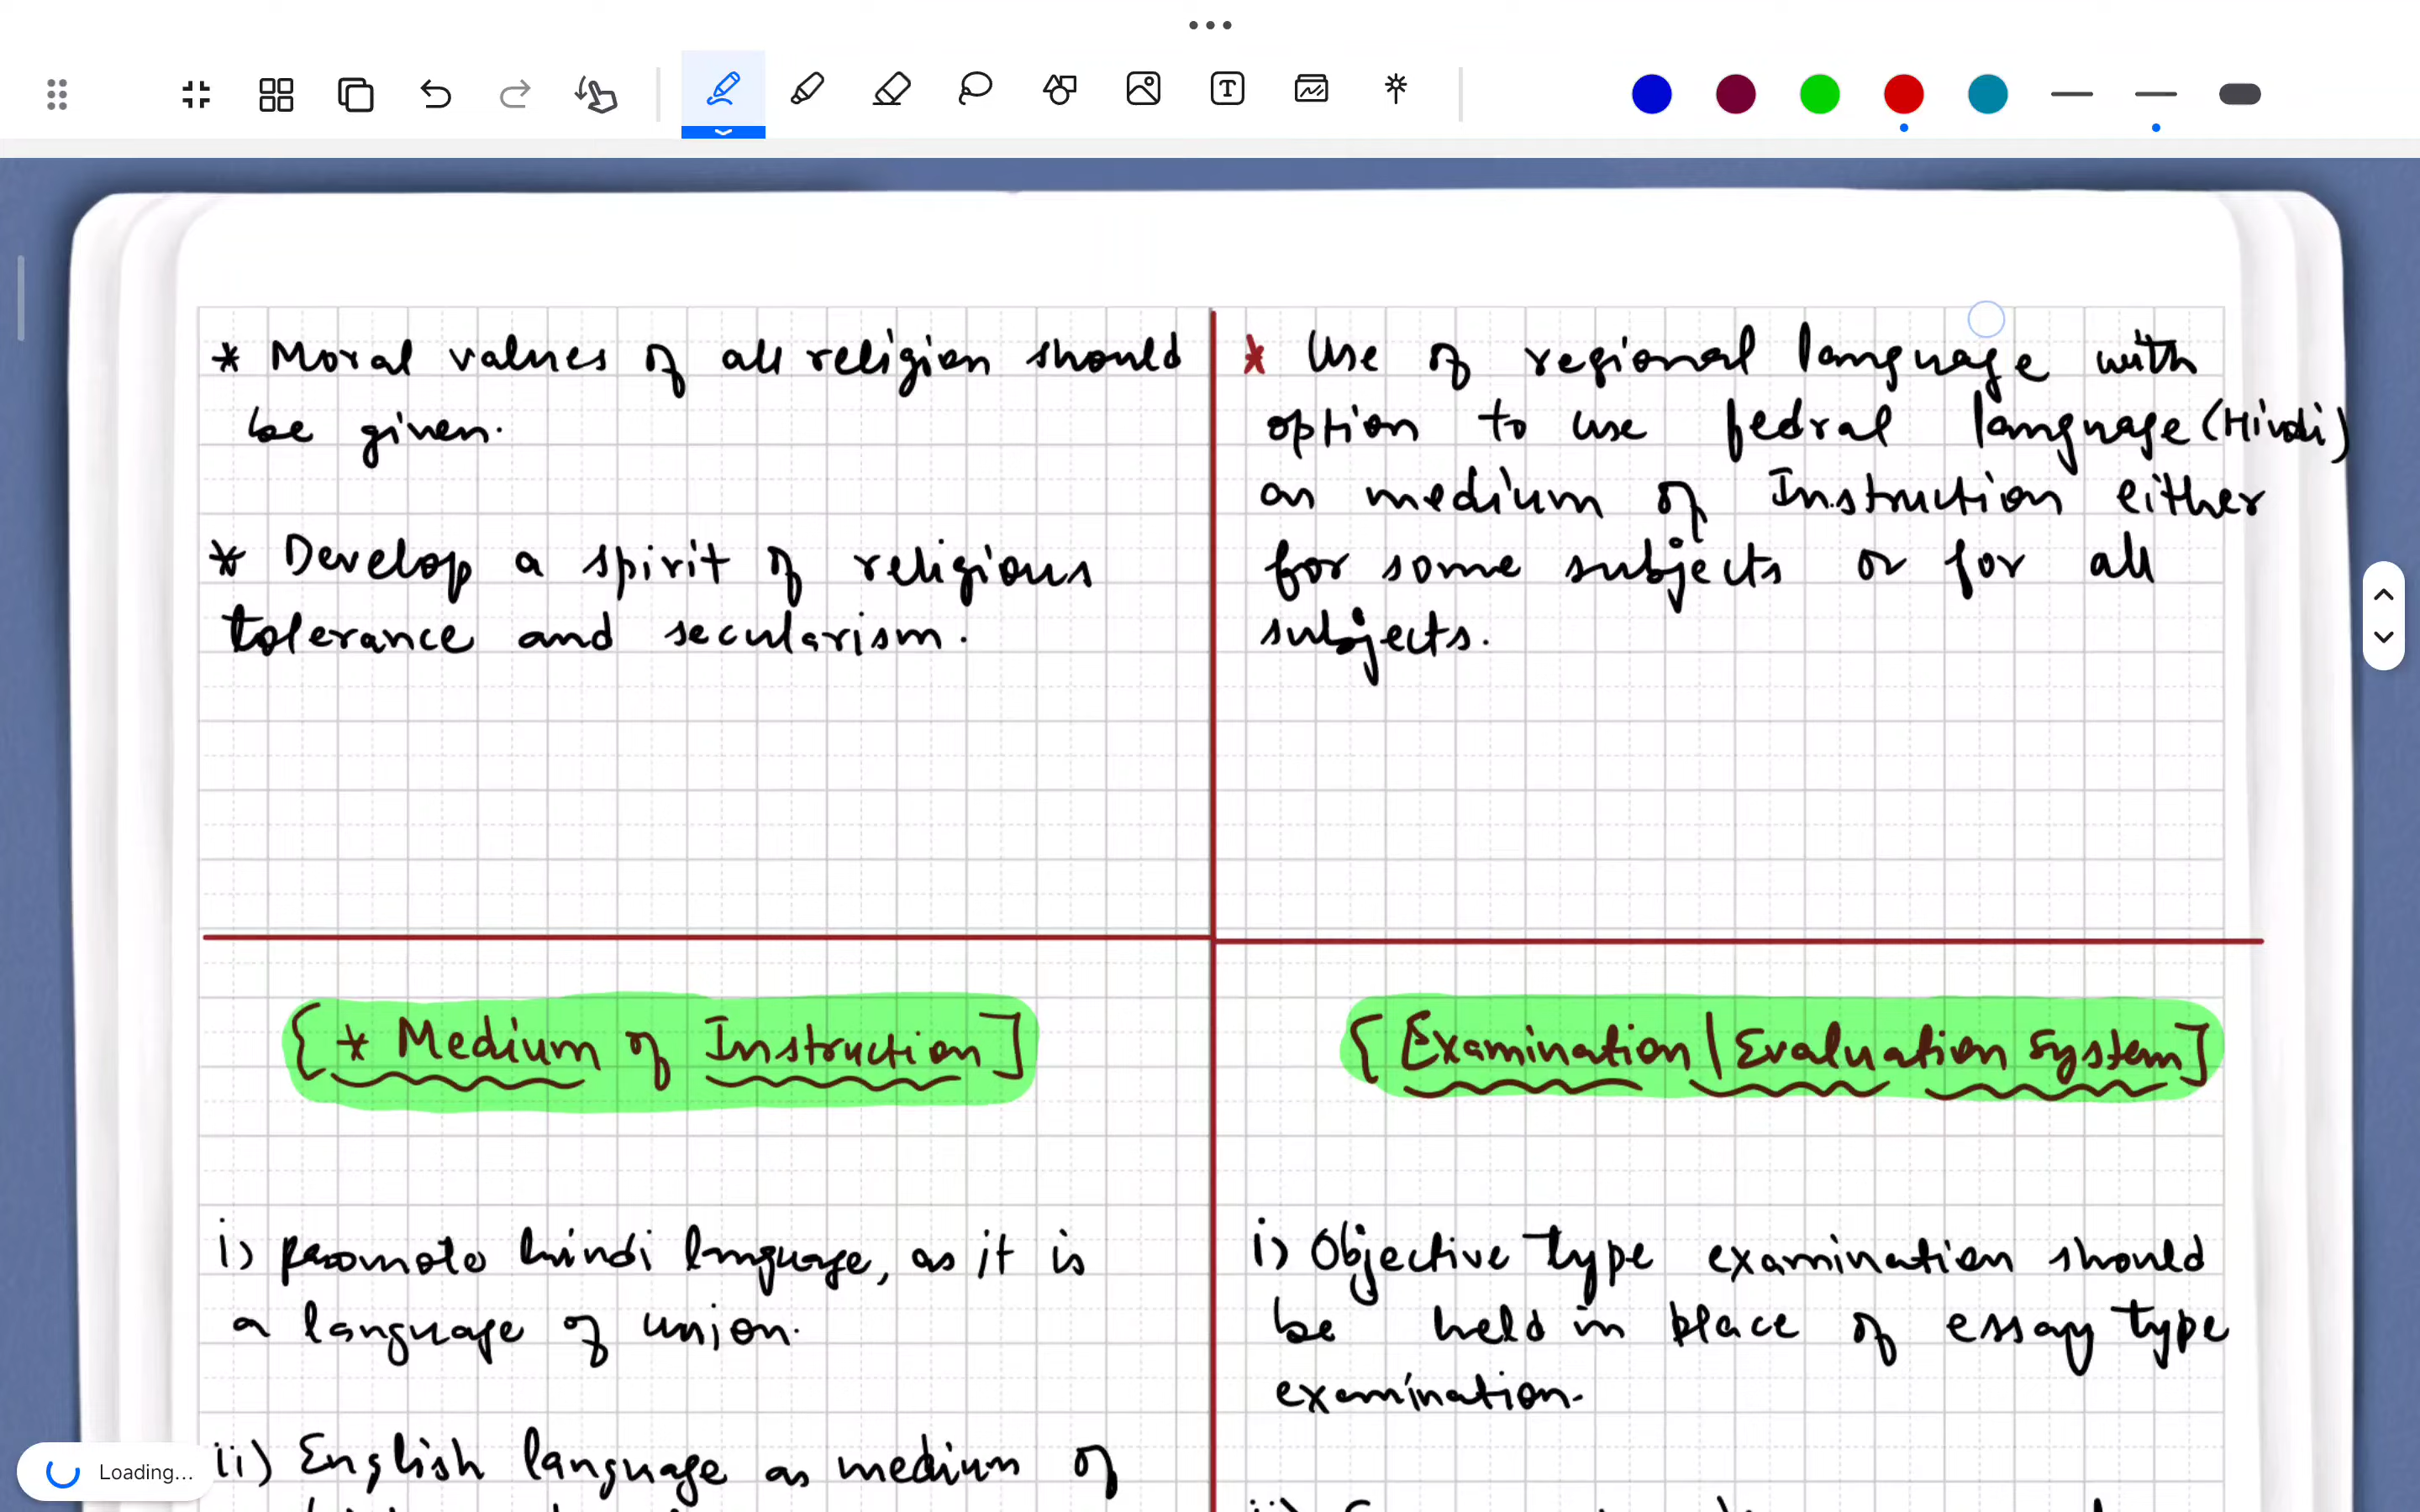 * Moral values of all religion should
be given.
* Develop a spirit of religious
tolerance and secularism.
* Use of regional language with
option to use fedral language (Hindi)
as medium of Instruction either
for some subjects or for all
subjects.
{ * Medium of Instruction ]
i) promote hindi language, as it is
a language of union.
ii) English language as medium of
{ Examination | Evaluation System ]
i) Objective type examination should
be held in place of essay type
examination.
Loading...